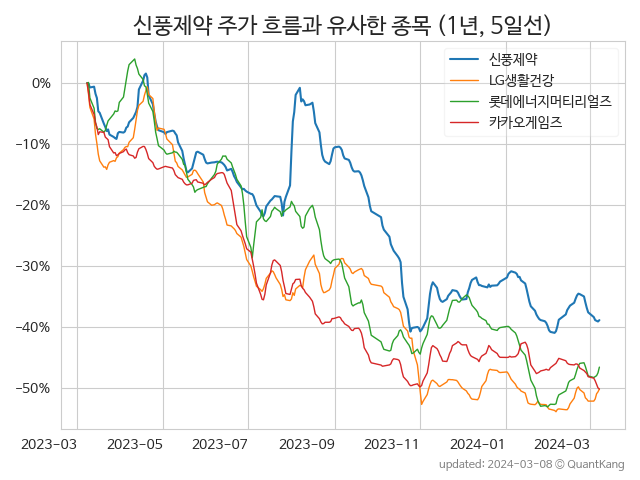 신풍제약 주가 흐름과 유사한 종목 (1년, 5일선)
신풍제약
LG생활건강
롯데에너지머티리얼즈
카카오게임즈
0%
−10%
−20%
−30%
−40%
−50%
2023-03 2023-05 2023-07 2023-09 2023-11 2024-01 2024-03
updated: 2024-03-08 © QuantKang